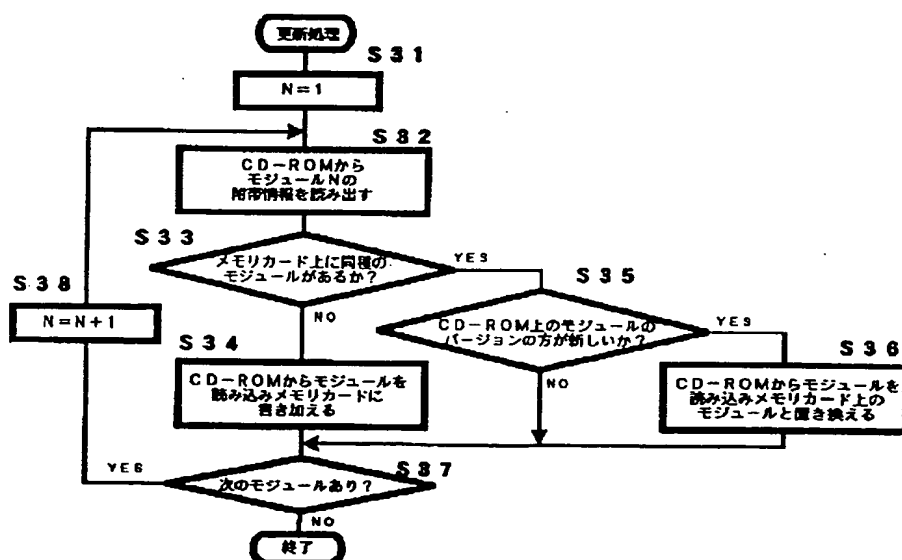 更新処理
S31
N=1
S32
CD-ROMから
モジュールNの
附帯情報を読み出す
S33
メモリカード上に同種の
モジュールがあるか?
YES
NO
S35
CD-ROM上のモジュールの
バージョンの方が新しいか?
YES
NO
S38
N=N+1
S34
CD-ROMからモジュールを
読み込みメモリカードに
書き加える
S36
CD-ROMからモジュールを
読み込みメモリカード上の
モジュールと置き換える
YES
S37
次のモジュールあり?
NO
終了